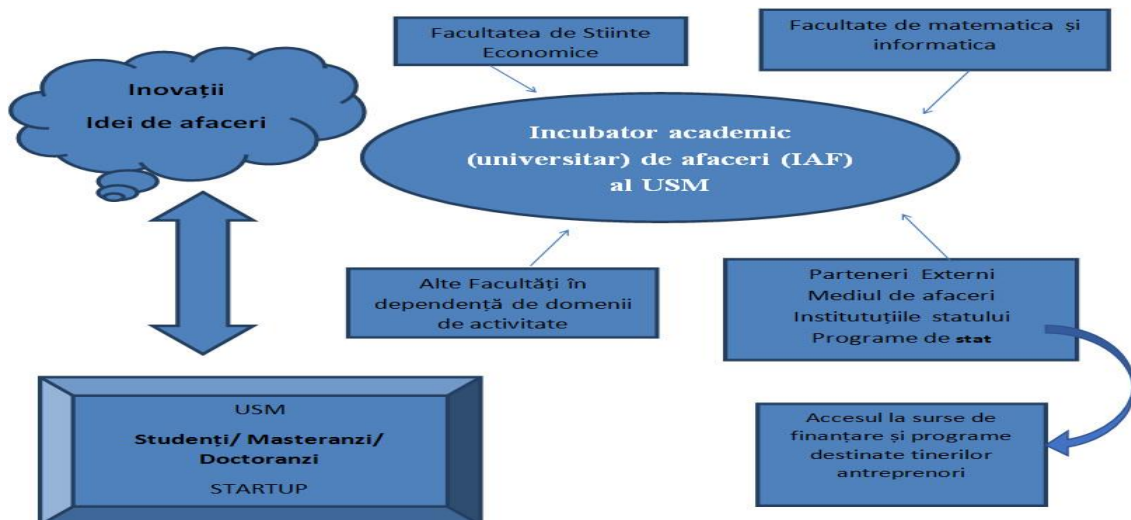 Facultatea de Stiinte
Economice
Facultate de matematica și
informatica
Inovații
Idei de afaceri
Incubator academic
(universitar) de afaceri (IAF)
al USM
Alte Facultăți în
dependență de domenii
de activitate
Parteneri Externi
Mediul de afaceri
Institutuțiile statului
Programe de stat
USM
Studenți/ Masteranzi/
Doctoranzi
STARTUP
Accesul la surse de
finanțare și programe
destinate tinerilor
antreprenori